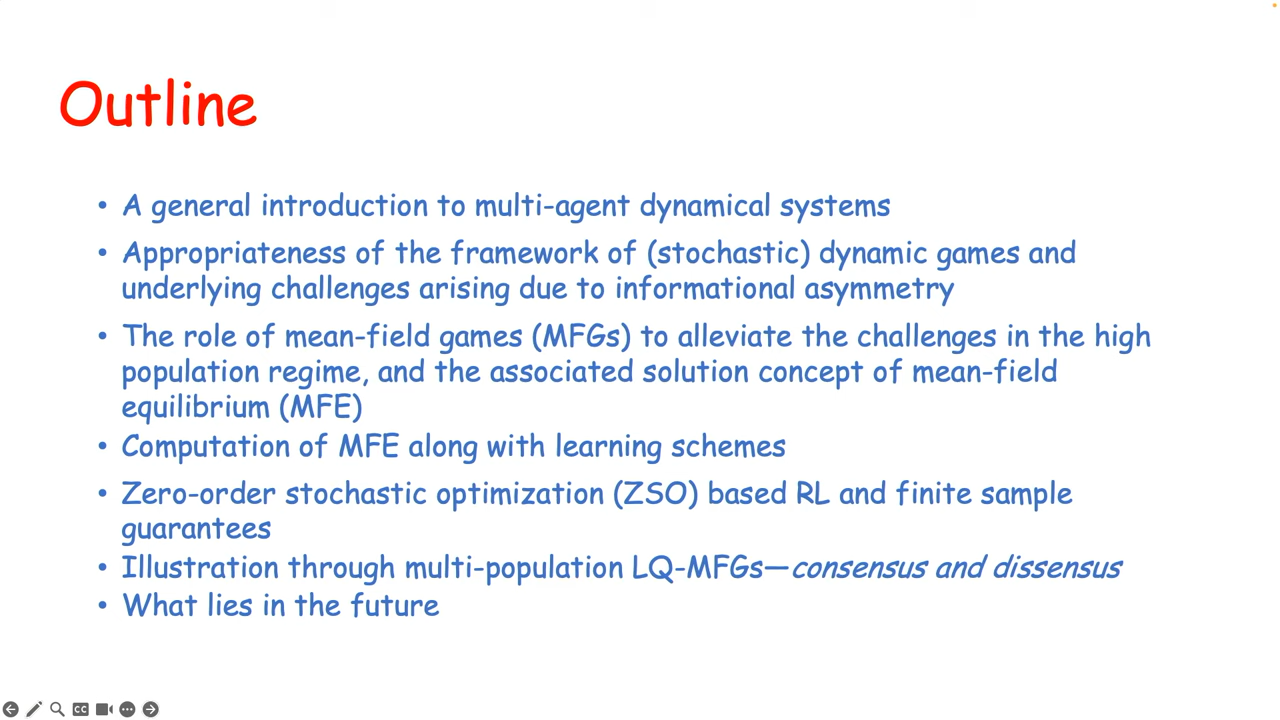 Outline
• A general introduction to multi-agent dynamical systems
• Appropriateness of the framework of (stochastic) dynamic games and
underlying challenges arising due to informational asymmetry
• The role of mean-field games (MFGs) to alleviate the challenges in the high
population regime, and the associated solution concept of mean-field
equilibrium (MFE)
• Computation of MFE along with learning schemes
• Zero-order stochastic optimization (ZSO) based RL and finite sample
guarantees
• Illustration through multi-population LQ-MFGs—consensus and dissensus
• What lies in the future
CC